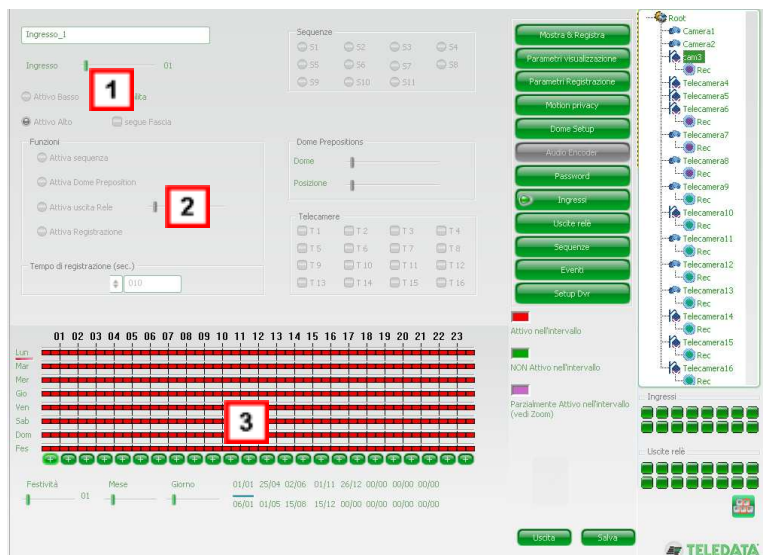 Ingresso_1
Ingresso 01
1
Attivo Basso
Attivo Alto segue Fascia
Funzioni
Attiva sequenza
Attiva Dome Preposition
Attiva uscita Rele
2
Attiva Registrazione
Tempo di registrazione (sec.)
010
Sequenze
S1 S2 S3 S4
S5 S6 S7 S8
S9 S10 S11
Dome Prepositions
Dome
Posizione
Telecamere
T 1 T 2 T 3 T 4
T 5 T 6 T 7 T 8
T 9 T 10 T 11 T 12
T 13 T 14 T 15 T 16
Mostra & Registra
Parametri visualizzazione
Parametri Registrazione
Motion privacy
Dome Setup
Audio Encoder
Password
Ingressi
Uscite relè
Sequenze
Eventi
Setup Dvr
Attivo nell'intervallo
NON Attivo nell'intervallo
Parzialmente Attivo nell'intervallo
(vedi Zoom)
Root
Camera1
Camera2
cam3
Rec
Telecamera4
Telecamera5
Telecamera6
Rec
Telecamera7
Rec
Telecamera8
Rec
Telecamera9
Rec
Telecamera10
Rec
Telecamera11
Rec
Telecamera12
Rec
Telecamera13
Rec
Telecamera14
Rec
Telecamera15
Rec
Telecamera16
Rec
Ingressi
Uscite relè
01 02 03 04 05 06 07 08 09 10 11 12 13 14 15 16 17 18 19 20 21 22 23
Lun
Mar
Mer
Gio
Ven
Sab
Dom
Fes
3
Festività Mese Giorno
01
01/01 25/04 02/06 01/11 26/12 00/00 00/00 00/00
06/01 01/05 15/08 15/12 00/00 00/00 00/00 00/00
Uscita Salva
TELEDATA